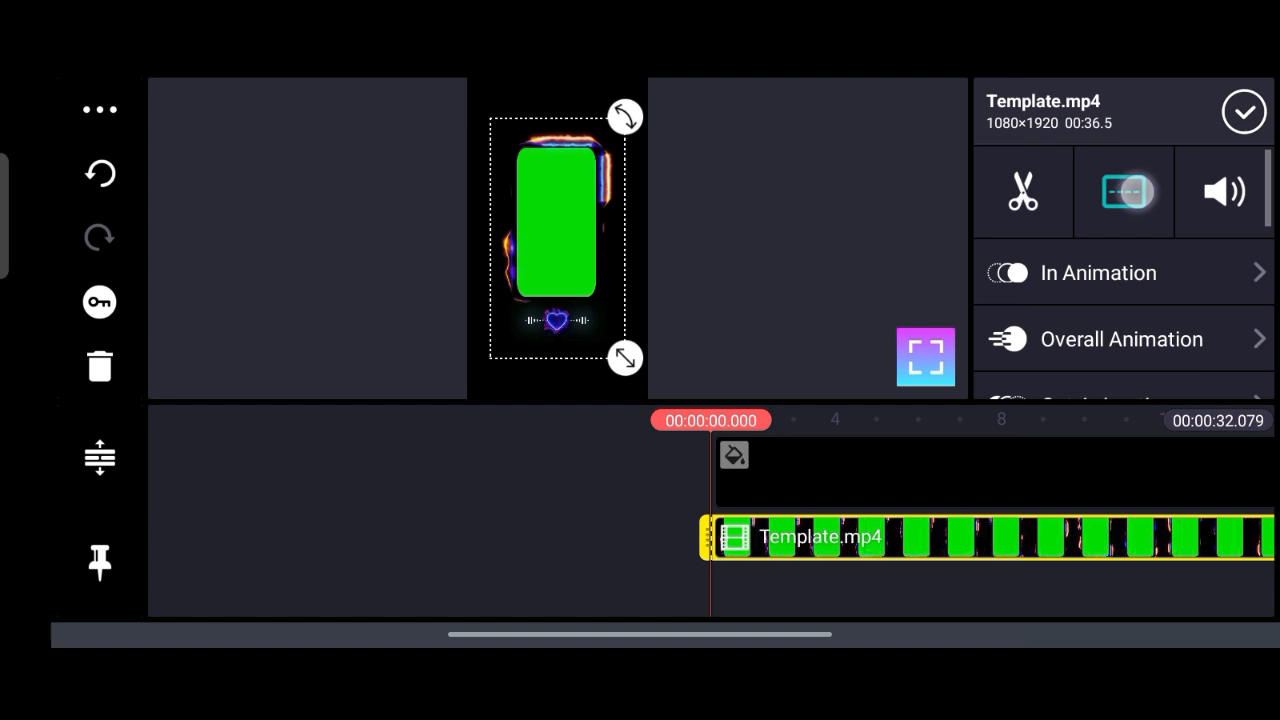 Template.mp4
1080×1920 00:36.5
In Animation
Overall Animation
00:00:00.000
4
8
00:00:32.079
Template.mp4